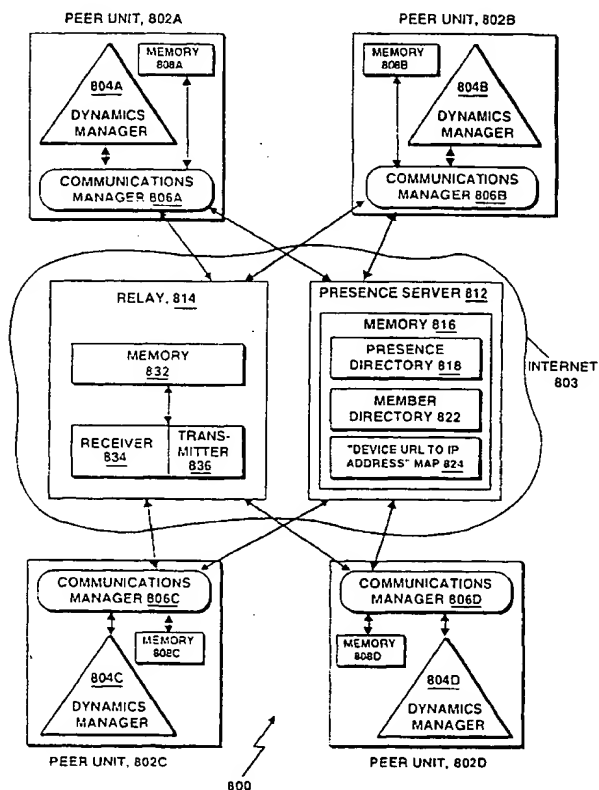 PEER UNIT, 802A
PEER UNIT, 802B
MEMORY
808A
804A
DYNAMICS
MANAGER
COMMUNICATIONS
MANAGER 806A
MEMORY
808B
804B
DYNAMICS
MANAGER
COMMUNICATIONS
MANAGER 806B
RELAY, 814
MEMORY
832
RECEIVER
834
TRANS-
MITTER
836
PRESENCE SERVER 812
MEMORY 816
PRESENCE
DIRECTORY 818
MEMBER
DIRECTORY 822
"DEVICE URL TO IP
ADDRESS" MAP 824
INTERNET
803
COMMUNICATIONS
MANAGER 806C
MEMORY
808C
804C
DYNAMICS
MANAGER
COMMUNICATIONS
MANAGER 806D
MEMORY
808D
804D
DYNAMICS
MANAGER
PEER UNIT, 802C
PEER UNIT, 802D
800